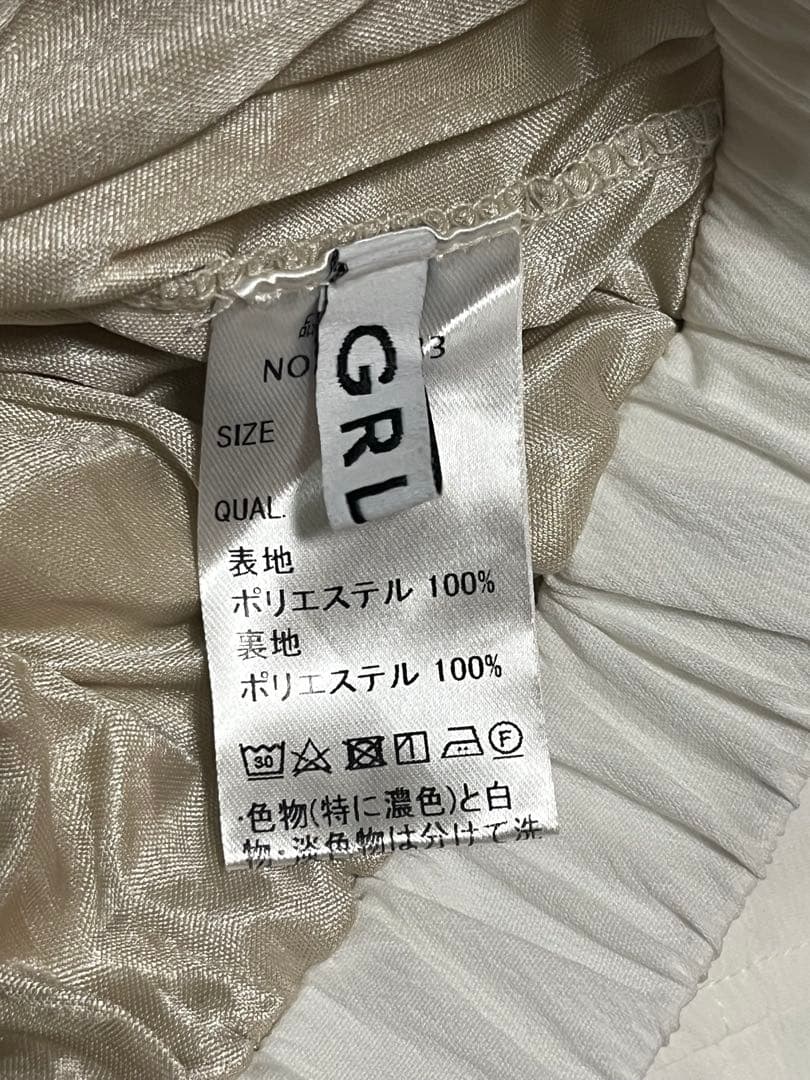 NO
3
GRL
SIZE
QUAL.
表地
ポリエステル 100%
裏地
ポリエステル 100%
30
F
・色物(特に濃色)と白
物・淡色物は分けて洗